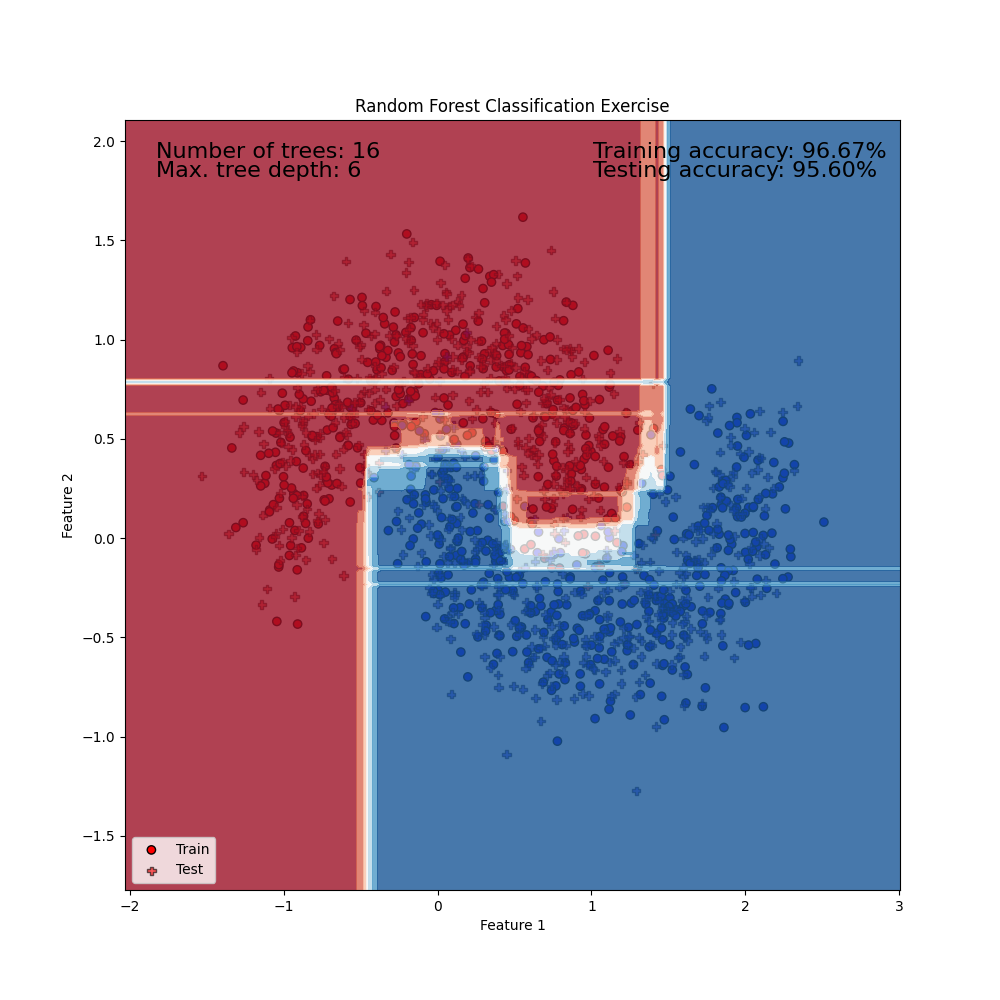 Random Forest Classification Exercise
Number of trees: 16
Max. tree depth: 6
Training accuracy: 96.67%
Testing accuracy: 95.60%
2.0
1.5
1.0
0.5
0.0
−0.5
−1.0
−1.5
Feature 2
Train
Test
−2
−1
0
1
2
3
Feature 1